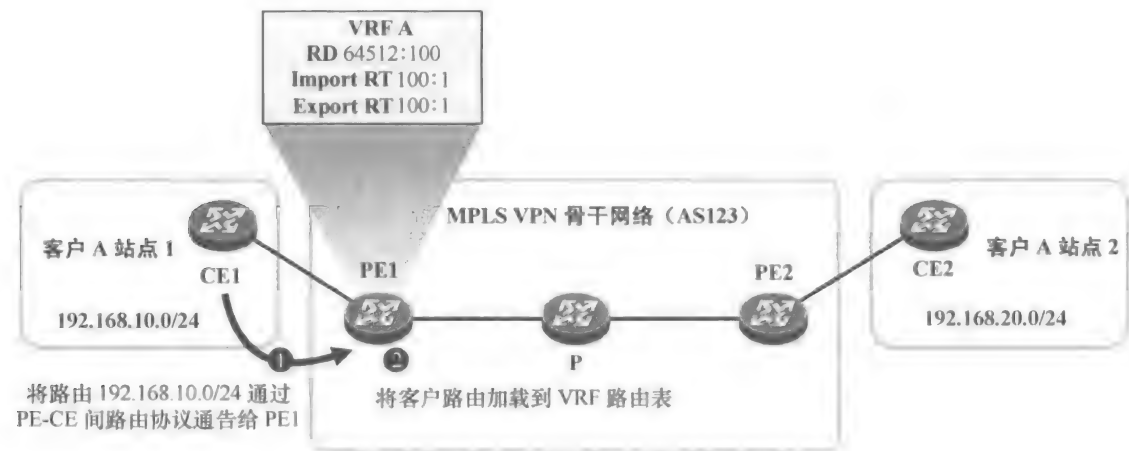 VRF A
RD 64512:100
Import RT 100:1
Export RT 100:1
MPLS VPN 骨干网络（AS123）
客户 A 站点 1
CE1
192.168.10.0/24
PE1
P
PE2
CE2
客户 A 站点 2
192.168.20.0/24
❶
❷
将路由 192.168.10.0/24 通过
PE-CE 间路由协议通告给 PE1
将客户路由加载到 VRF 路由表